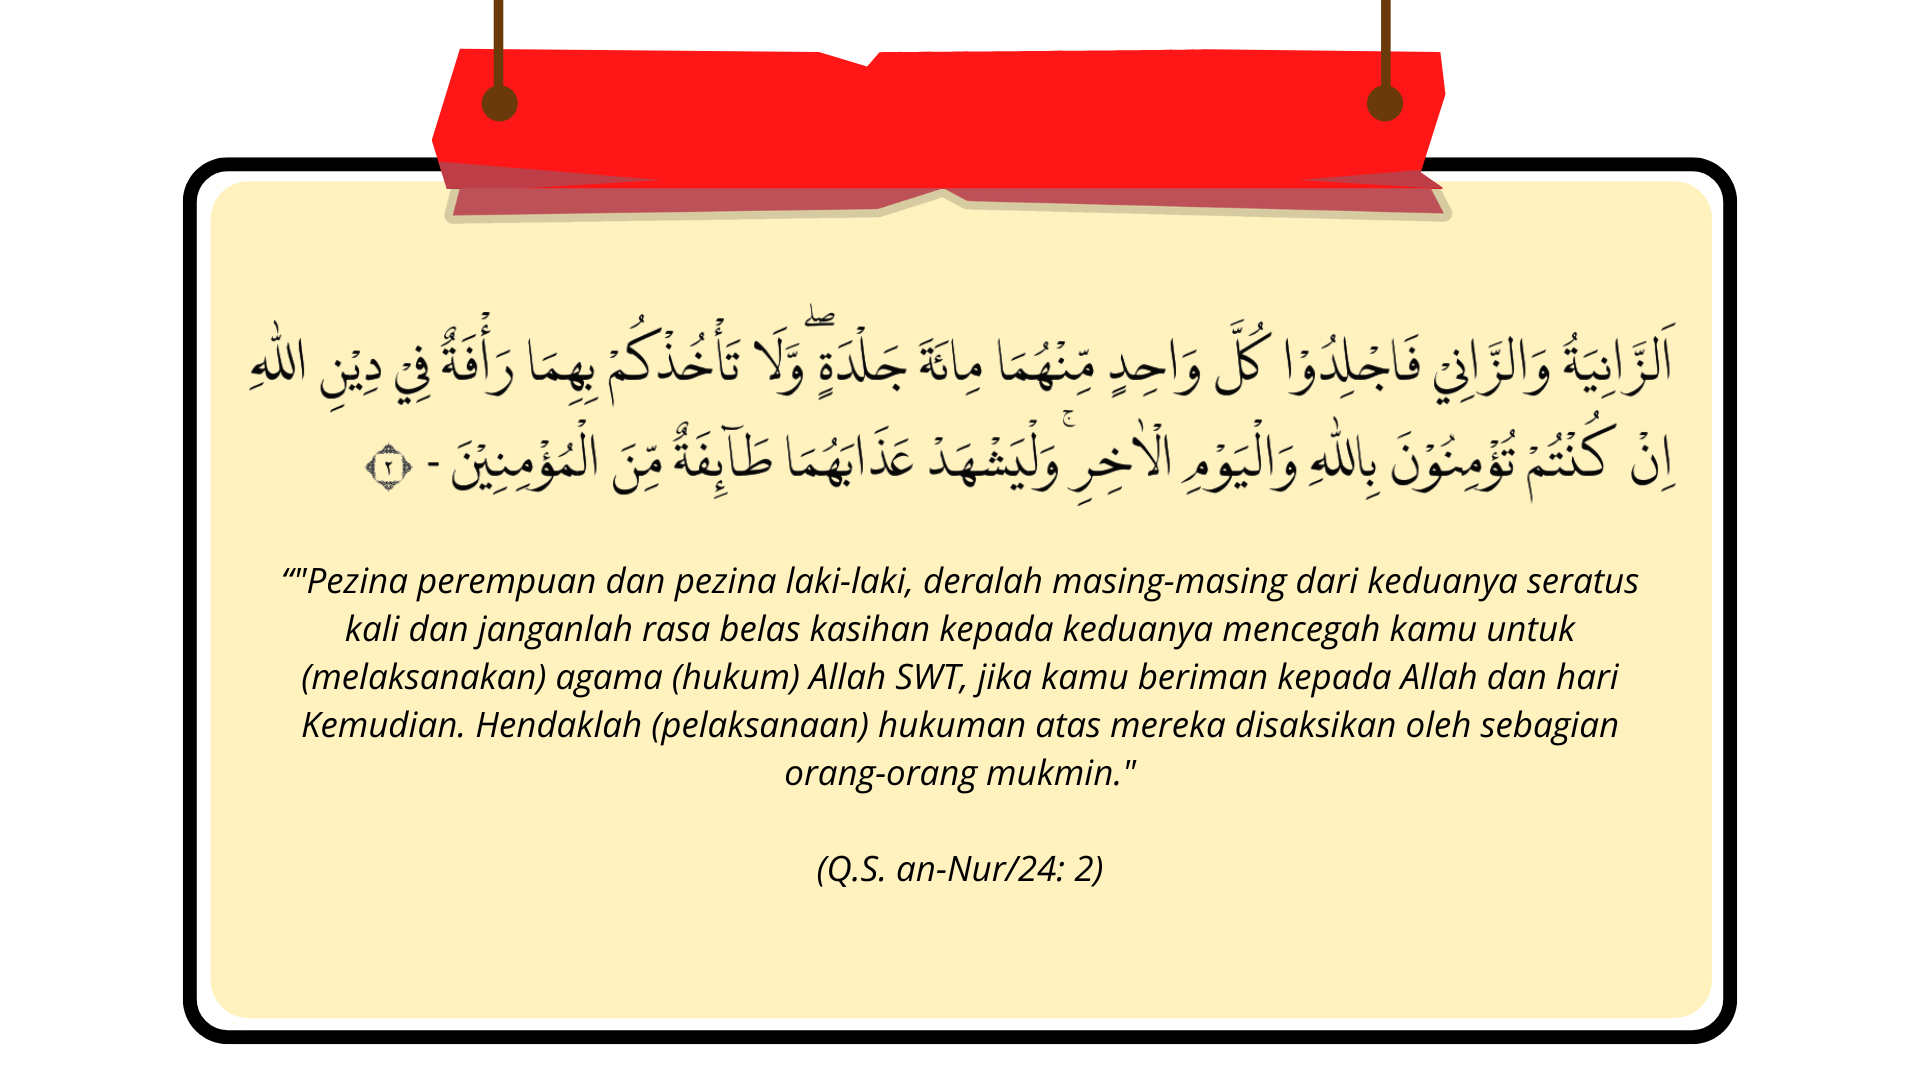 اَلزَّانِيَةُ وَالزَّانِيْ فَاجْلِدُوْا كُلَّ وَاحِدٍ مِّنْهُمَا مِائَةَ جَلْدَةٍ ۖوَّلَا تَأْخُذْكُمْ بِهِمَا رَأْفَةٌ فِيْ دِيْنِ اللّٰهِ
اِنْ كُنْتُمْ تُؤْمِنُوْنَ بِاللّٰهِ وَالْيَوْمِ الْاٰخِرِ ۚوَلْيَشْهَدْ عَذَابَهُمَا طَاۤىِٕفَةٌ مِّنَ الْمُؤْمِنِيْنَ - ٢
“"Pezina perempuan dan pezina laki-laki, deralah masing-masing dari keduanya seratus
kali dan janganlah rasa belas kasihan kepada keduanya mencegah kamu untuk
(melaksanakan) agama (hukum) Allah SWT, jika kamu beriman kepada Allah dan hari
Kemudian. Hendaklah (pelaksanaan) hukuman atas mereka disaksikan oleh sebagian
orang-orang mukmin."
(Q.S. an-Nur/24: 2)